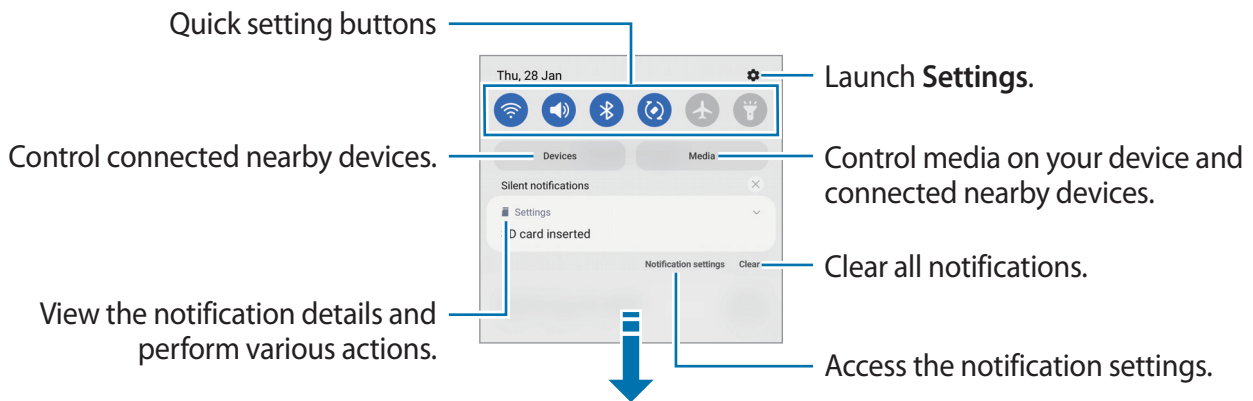 Quick setting buttons
Thu, 28 Jan
Launch Settings.
Control connected nearby devices.
Devices
Media
Control media on your device and
connected nearby devices.
Silent notifications
Settings
D card inserted
Notification settings
Clear
Clear all notifications.
View the notification details and
perform various actions.
Access the notification settings.